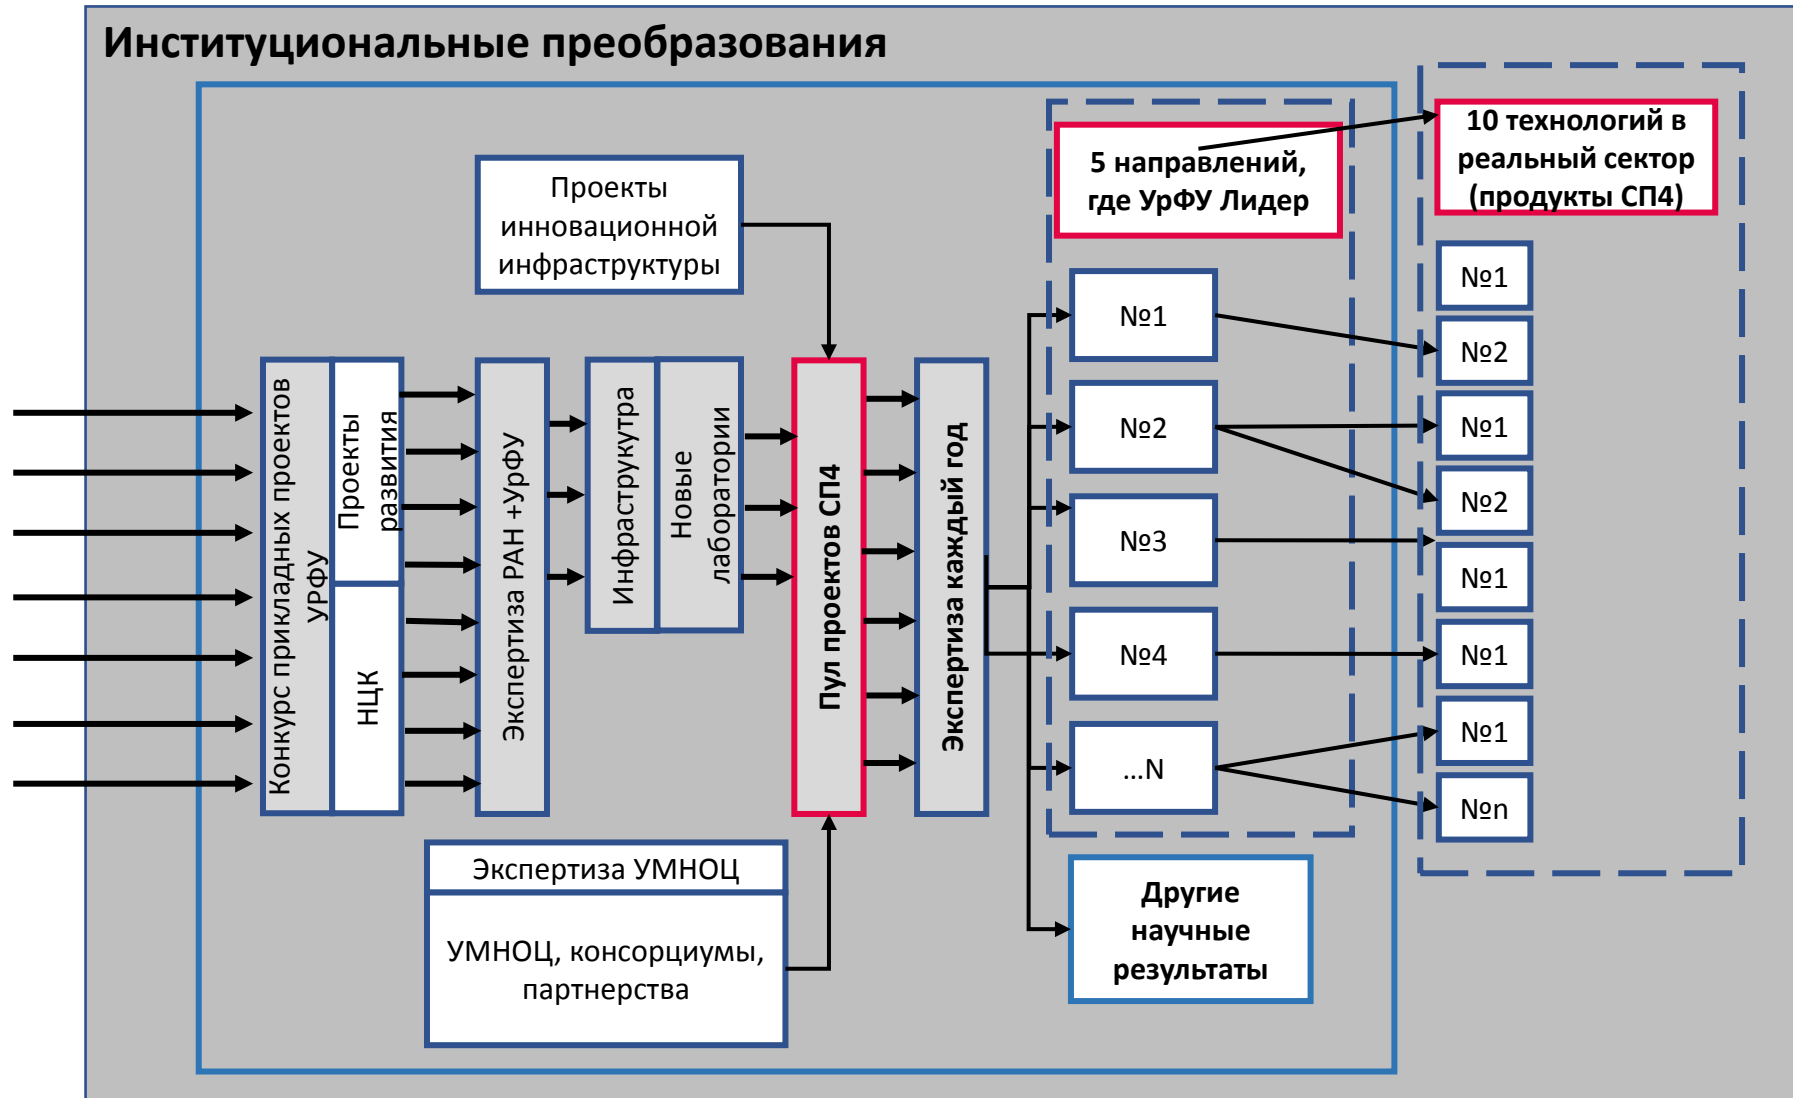 Институциональные преобразования
Проекты
инновационной
инфраструктуры
5 направлений,
где УрФУ Лидер
10 технологий в
реальный сектор
(продукты СП4)
Конкурс прикладных проектов
УРФУ
Проекты
развития
НЦК
Экспертиза РАН +УрФУ
Инфраструкутра
Новые
лаборатории
Пул проектов СП4
Экспертиза каждый год
№1
№2
№3
№4
...N
№1
№2
№1
№2
№1
№1
№1
№n
Экспертиза УМНОЦ
УМНОЦ, консорциумы,
партнерства
Другие
научные
результаты